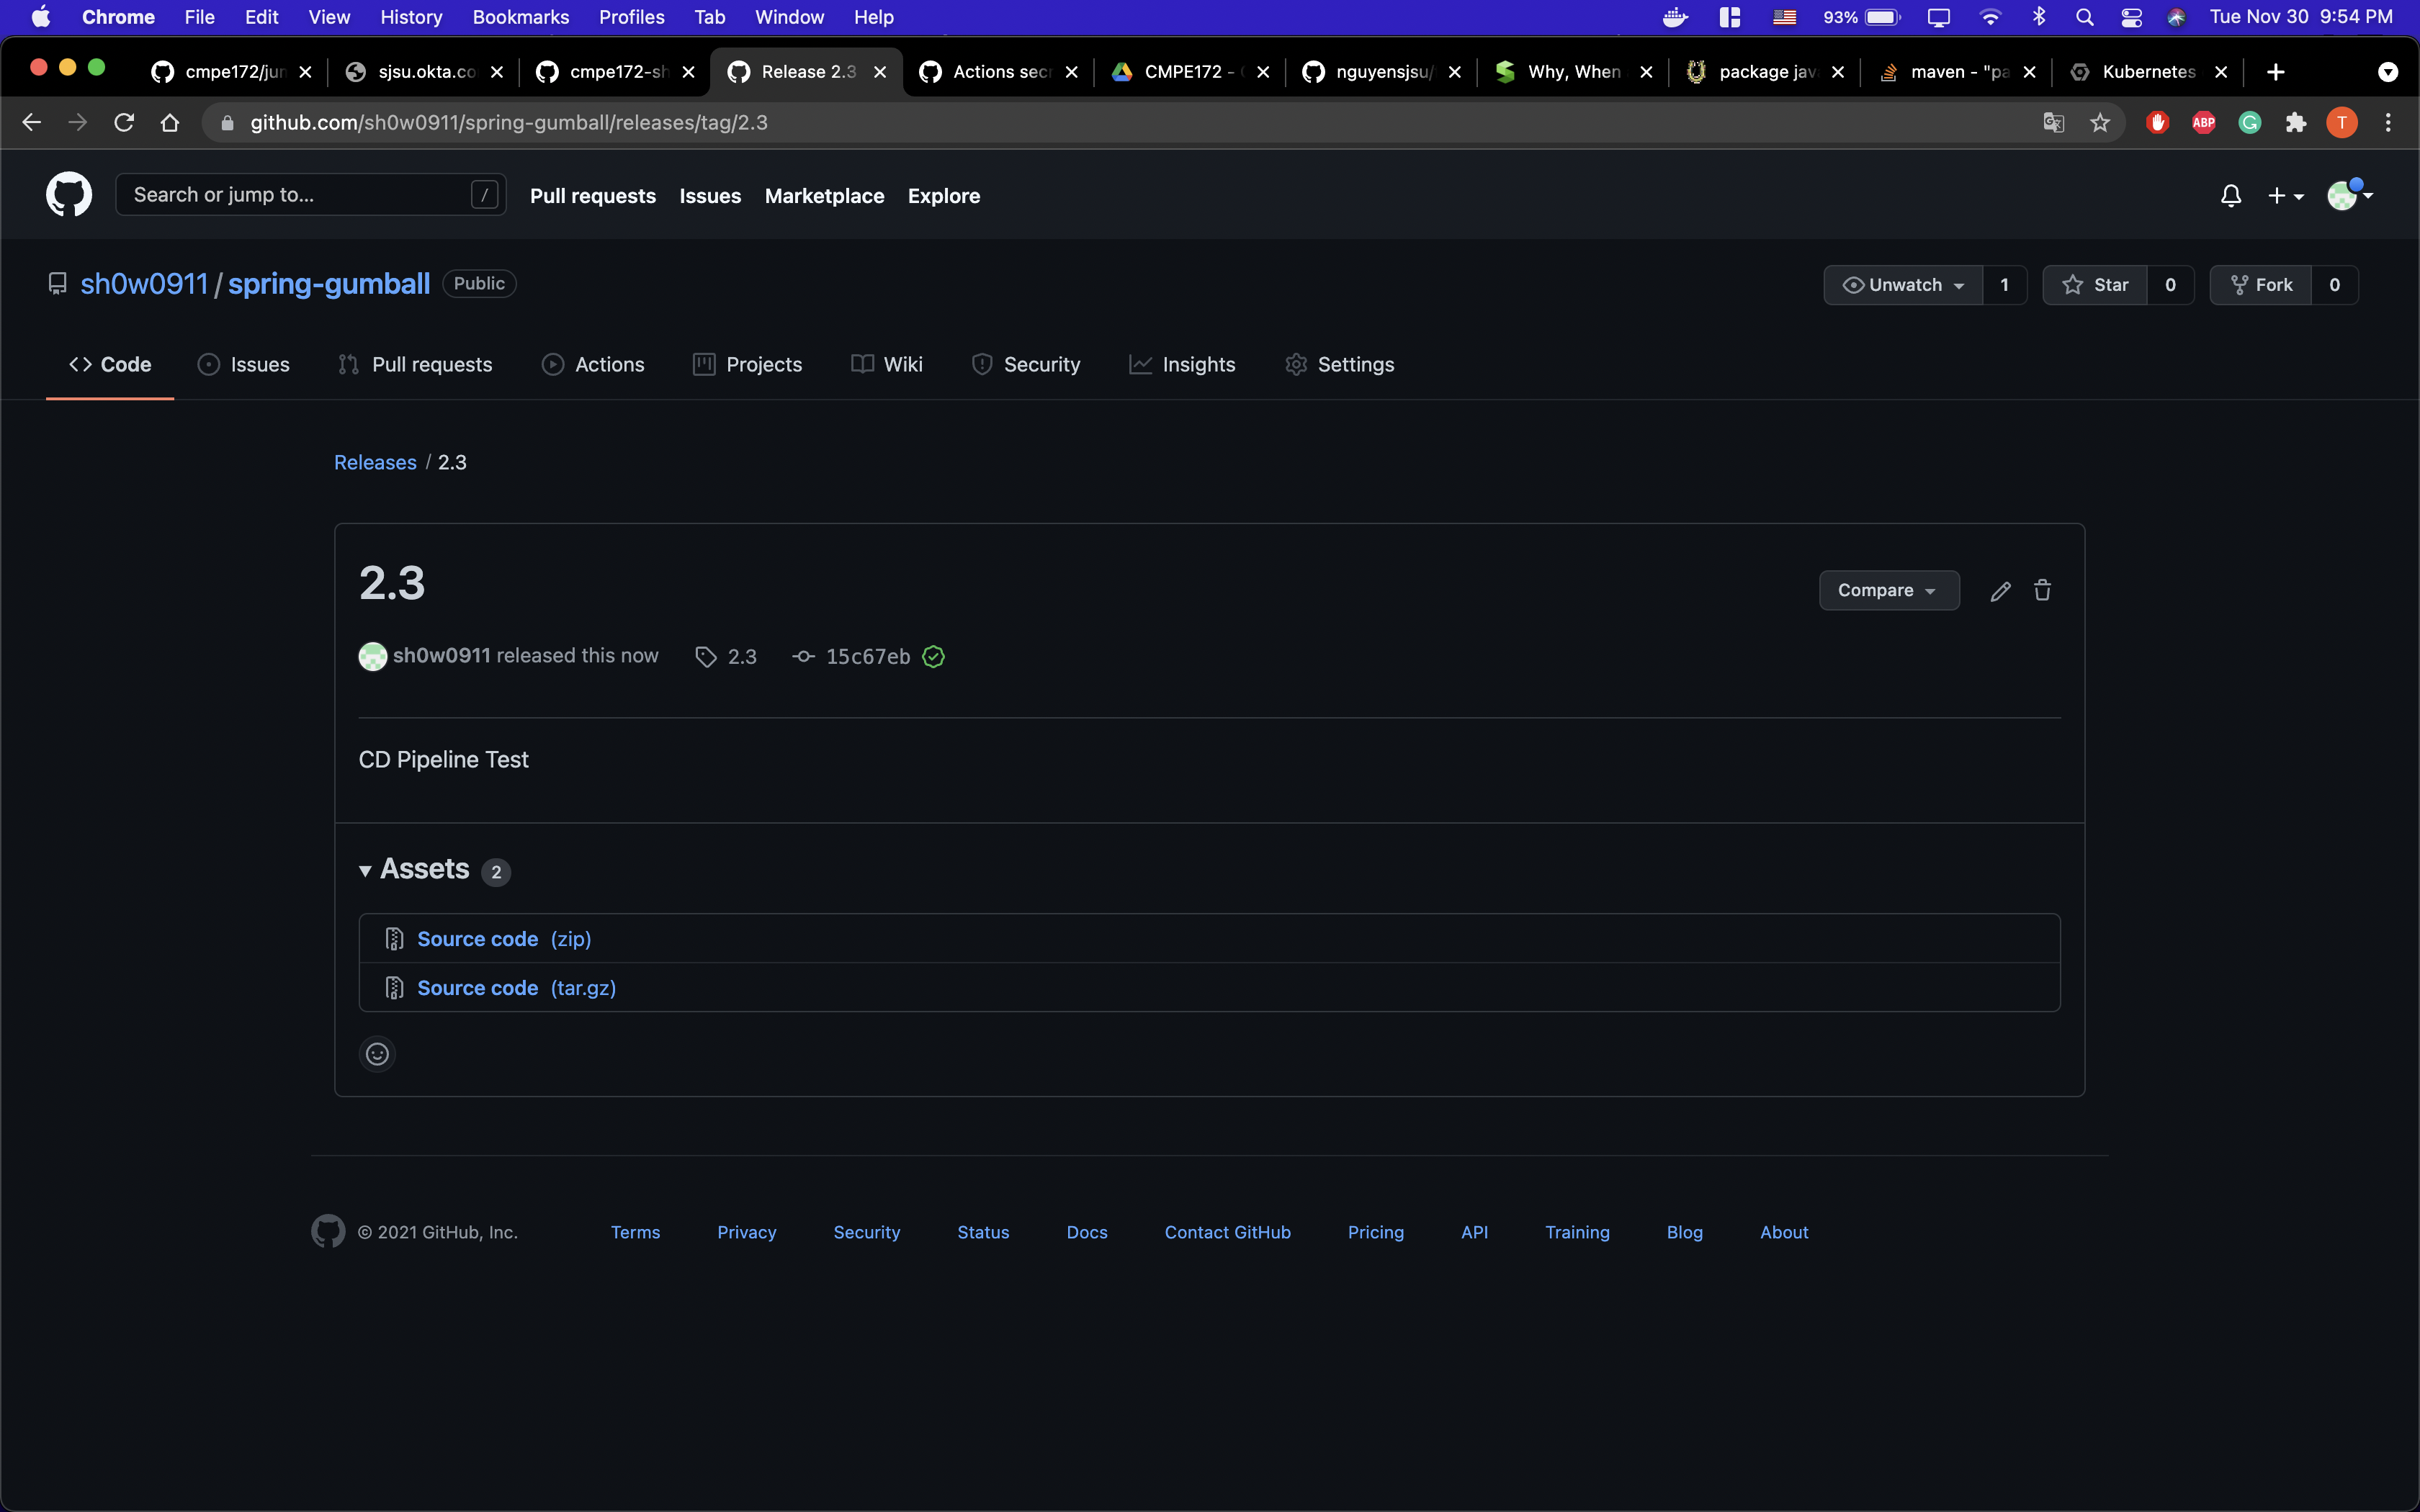 Chrome File Edit View History Bookmarks Profiles Tab Window Help 93% Tue Nov 30 9:54 PM
cmpe172/jun sjsu.okta.co cmpe172-sh Release 2.3 Actions secr CMPE172 - nguyensjsu/ Why, When package jav maven - "pa Kubernetes
github.com/sh0w0911/spring-gumball/releases/tag/2.3 ABP G T
Search or jump to... / Pull requests Issues Marketplace Explore
sh0w0911 / spring-gumball Public Unwatch 1 Star 0 Fork 0
Code Issues Pull requests Actions Projects Wiki Security Insights Settings
Releases / 2.3
2.3 Compare
sh0w0911 released this now 2.3 15c67eb
CD Pipeline Test
Assets 2
Source code (zip)
Source code (tar.gz)
© 2021 GitHub, Inc. Terms Privacy Security Status Docs Contact GitHub Pricing API Training Blog About